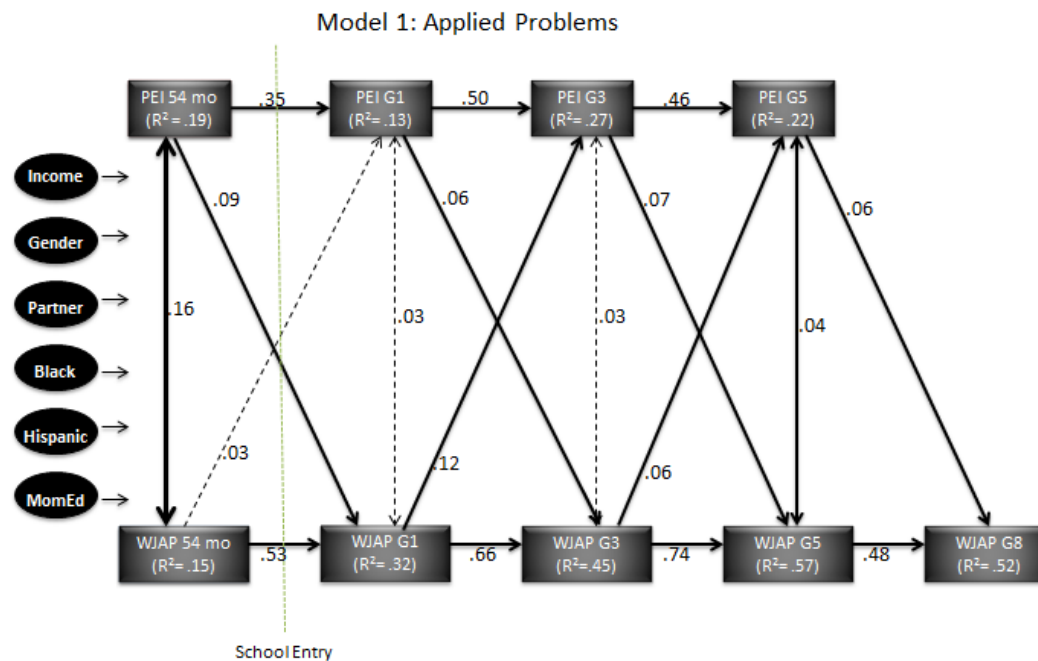 Model 1: Applied Problems
PEI 54 mo
(R² = .19)
.35
PEI G1
(R² = .13)
.50
PEI G3
(R² =.27)
.46
PEI G5
(R² = .22)
Income
Gender
Partner
Black
Hispanic
MomEd
.09
.06
.07
.06
.16
.03
.03
.04
.03
.12
.06
WJAP 54 mo
(R²= .15)
.53
WJAP G1
(R²= .32)
.66
WJAP G3
(R²=.45)
.74
WJAP G5
(R²= .57)
.48
WJAP G8
(R²= .52)
School Entry